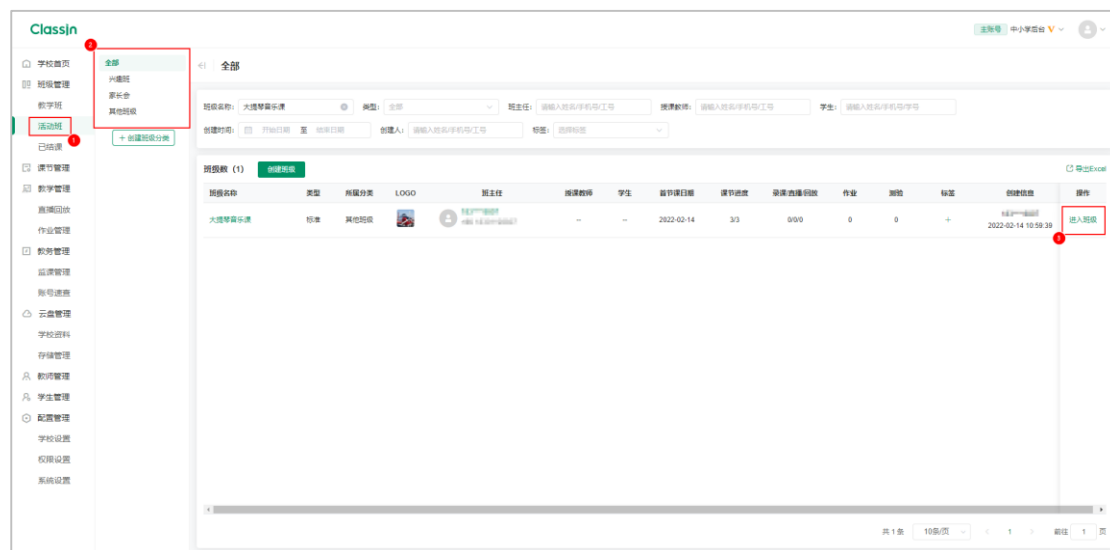 ClassIn
主账号 中小学后台 V
2
学校首页
班级管理
教学班
活动班
1
已结课
课节管理
教学管理
直播回放
作业管理
教务管理
监课管理
账号速查
云盘管理
学校资料
存储管理
教师管理
学生管理
配置管理
学校设置
权限设置
系统设置
全部
兴趣班
家长会
其他班级
+ 创建班级分类
全部
班级名称: 大提琴音乐课 类型: 全部 班主任: 请输入姓名/手机号/工号 授课教师: 请输入姓名/手机号/工号 学生: 请输入姓名/手机号/学号
创建时间: 开始日期 至 结束日期 创建人: 请输入姓名/手机号/工号 标签: 选择标签
班级数 (1) 创建班级 导出Excel
班级名称 类型 所属分类 LOGO 班主任 授课教师 学生 首节课日期 课节进度 录课/直播/回放 作业 测验 标签 创建信息 操作
大提琴音乐课 标准 其他班级 -- -- 2022-02-14 3/3 0/0/0 0 0 + 2022-02-14 10:59:39 进入班级
3
共 1 条 10条/页 < 1 > 前往 1 页